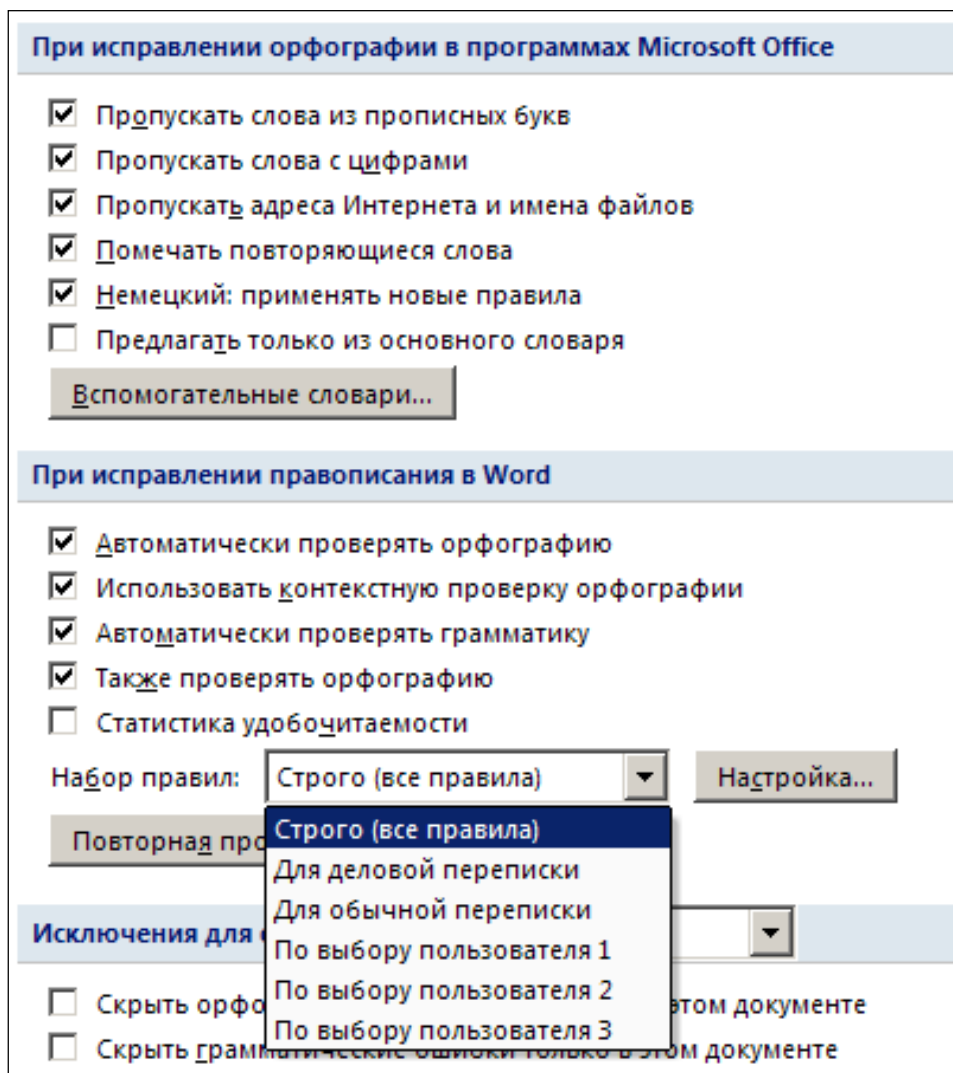 При исправлении орфографии в программах Microsoft Office
Пропускать слова из прописных букв
Пропускать слова с цифрами
Пропускать адреса Интернета и имена файлов
Помечать повторяющиеся слова
Немецкий: применять новые правила
Предлагать только из основного словаря
Вспомогательные словари...
При исправлении правописания в Word
Автоматически проверять орфографию
Использовать контекстную проверку орфографии
Автоматически проверять грамматику
Также проверять орфографию
Статистика удобочитаемости
Набор правил: Строго (все правила) Настройка...
Строго (все правила)
Повторная
Для деловой переписки
Для обычной переписки
Исключения для
По выбору пользователя 1
По выбору пользователя 2
Скрыть этом документе
По выбору пользователя 3
Скрыть грамматические ошибки только в этом документе